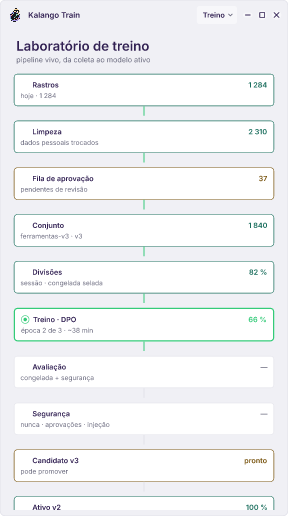 Kalango Train
Treino
Laboratório de treino
pipeline vivo, da coleta ao modelo ativo
Rastros 1 284
hoje · 1 284
Limpeza 2 310
dados pessoais trocados
Fila de aprovação 37
pendentes de revisão
Conjunto 1 840
ferramentas-v3 · v3
Divisões 82 %
sessão · congelada selada
Treino · DPO 66 %
época 2 de 3 · ~38 min
Avaliação —
congelada + segurança
Segurança —
nunca · aprovações · injeção
Candidato v3 pronto
pode promover
Ativo v2 100 %